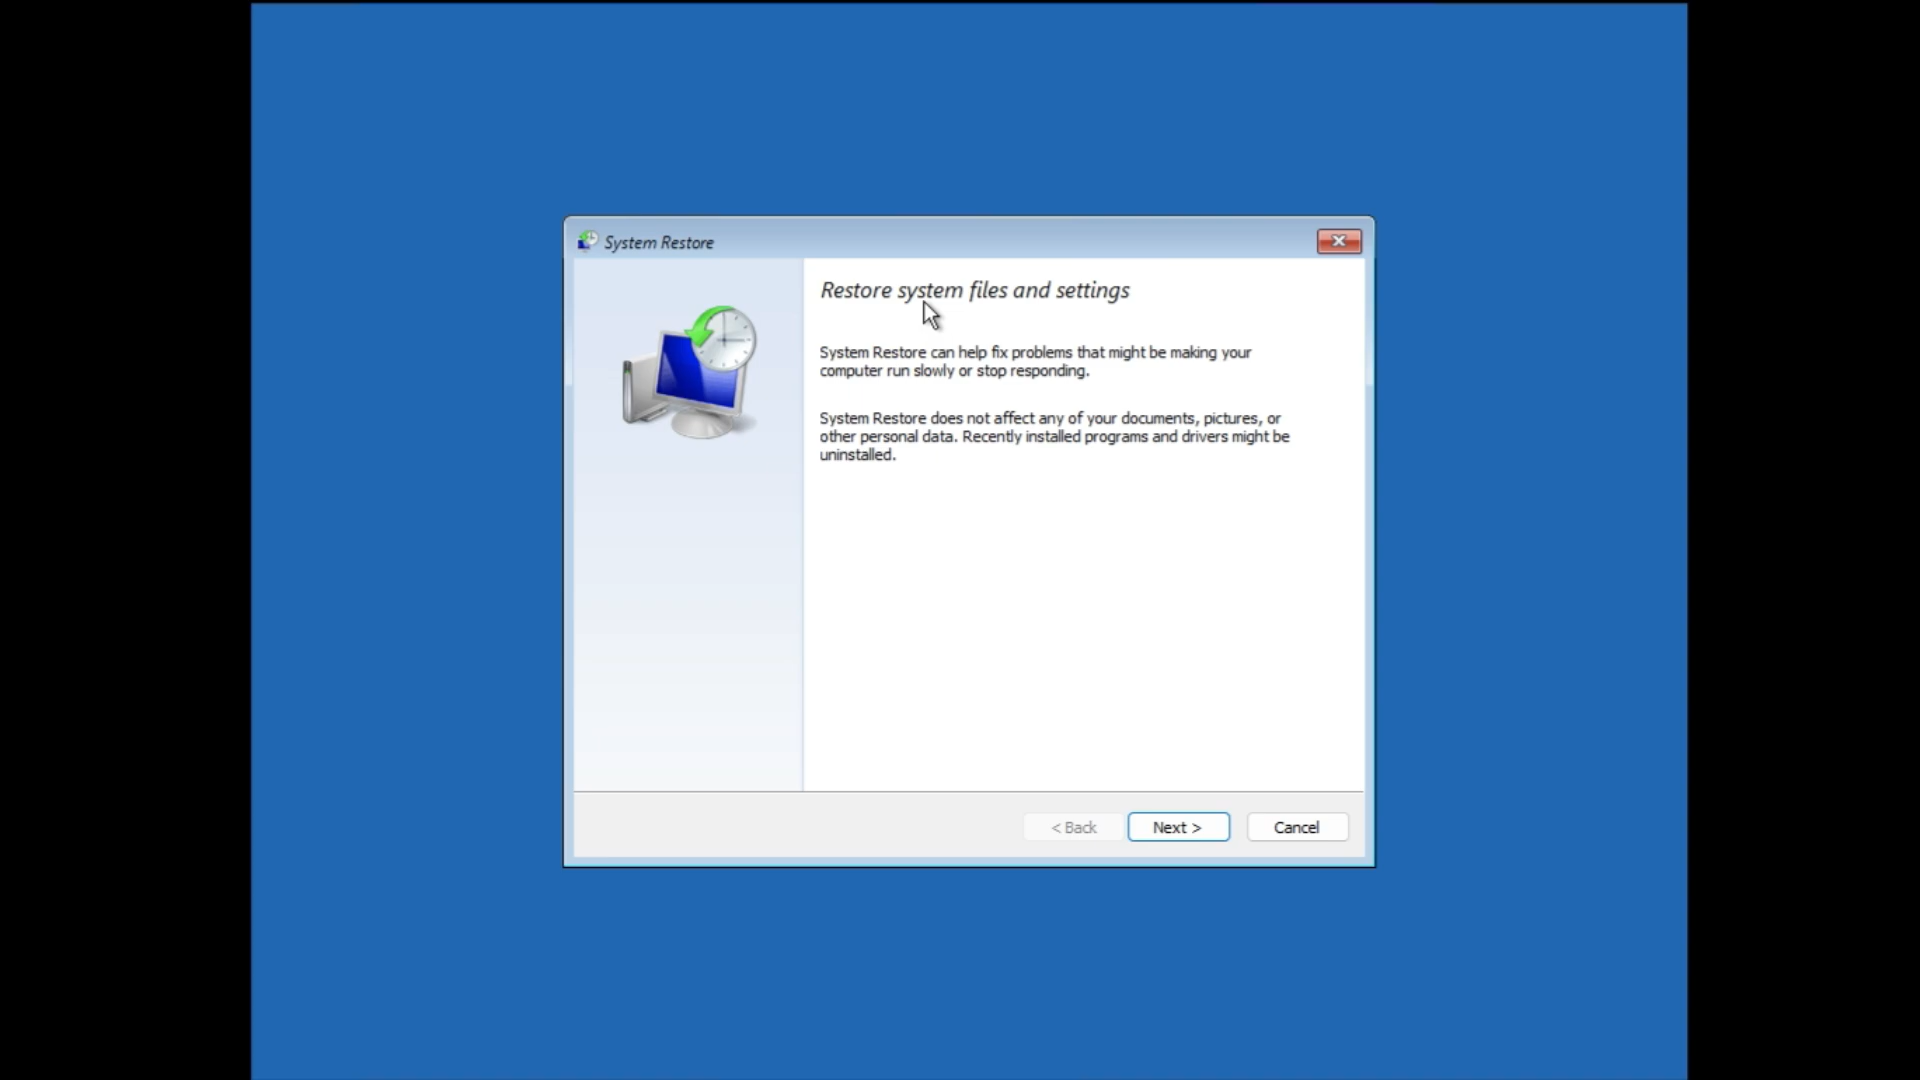 System Restore
Restore system files and settings
System Restore can help fix problems that might be making your
computer run slowly or stop responding.
System Restore does not affect any of your documents, pictures, or
other personal data. Recently installed programs and drivers might be
uninstalled.
< Back
Next >
Cancel